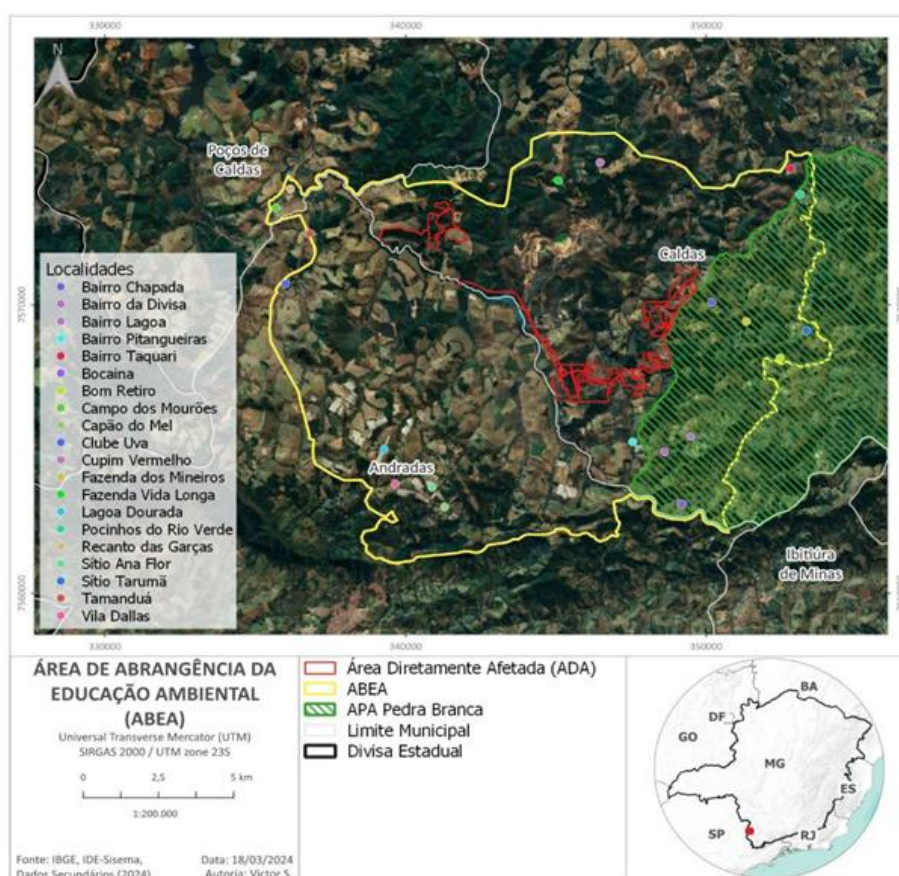 330000
340000
350000
N
Poços de
Caldas
Caldas
Localidades
Bairro Chapada
Bairro da Divisa
Bairro Lagoa
Bairro Pitangueiras
Bairro Taquari
Bocaina
Bom Retiro
Campo dos Mourões
Capão do Mel
Clube Uva
Cupim Vermelho
Fazenda dos Mineiros
Fazenda Vida Longa
Lagoa Dourada
Pocinhos do Rio Verde
Recanto das Garças
Sítio Ana Flor
Sítio Tarumã
Tamanduá
Vila Dallas
7570000
Andradas
Ibitiúra
de Minas
7560000
330000
340000
350000
ÁREA DE ABRANGÊNCIA DA
EDUCAÇÃO AMBIENTAL
(ABEA)
Universal Transverse Mercator (UTM)
SIRGAS 2000 / UTM zone 23S
0 2,5 5 km
1:200.000
Fonte: IBGE, IDE-Sisema,
Dados Secundários (2024)
Data: 18/03/2024
Autoria: Victor S.
Área Diretamente Afetada (ADA)
ABEA
APA Pedra Branca
Limite Municipal
Divisa Estadual
BA
DF
GO
MG
ES
SP
RJ